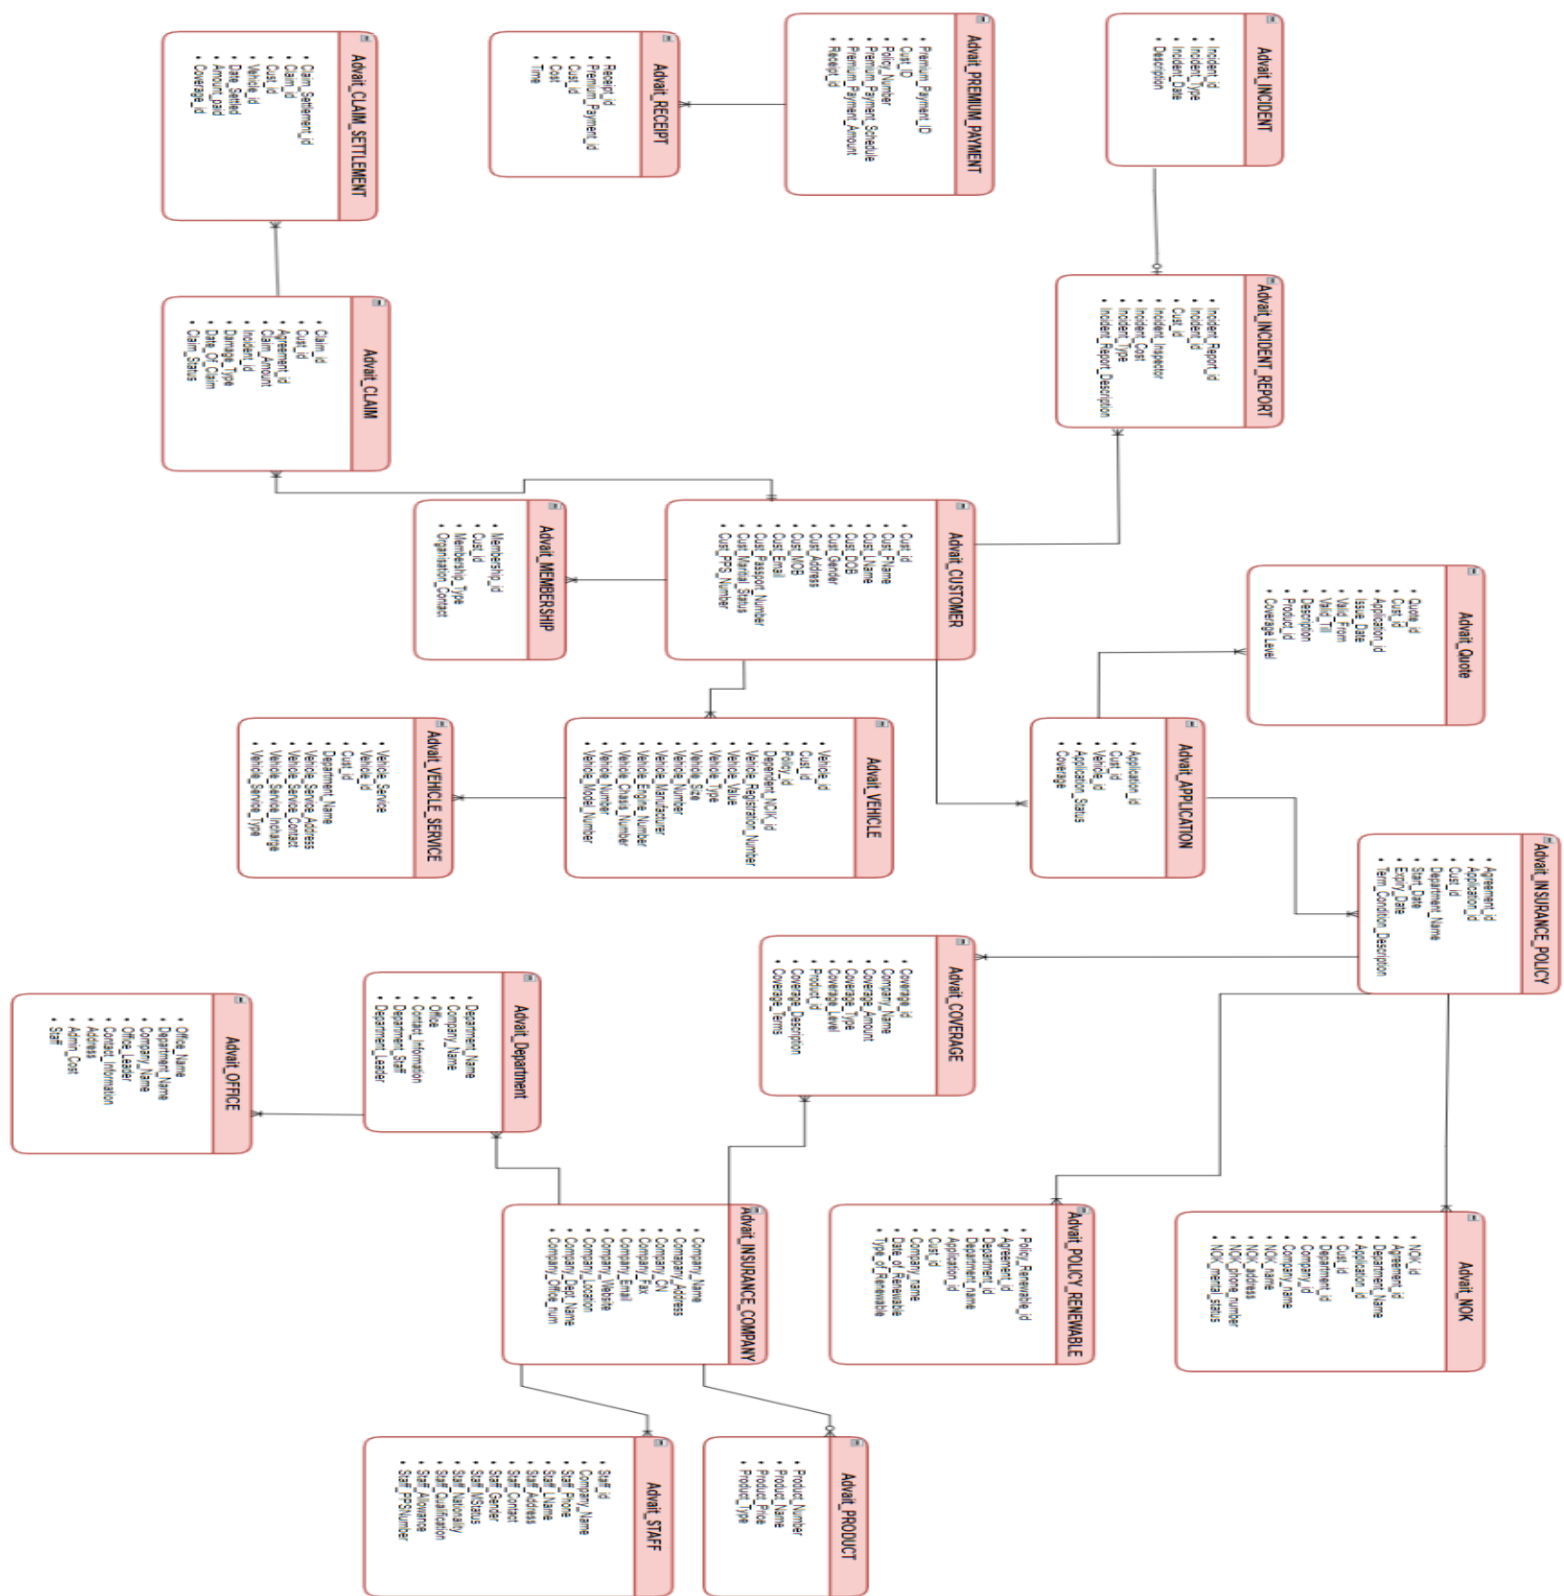 Advait_INCIDENT
Incident_id
Incident_Type
Incident_Date
Description
Advait_PREMIUM_PAYMENT
Premium_Payment_ID
Cust_ID
Policy_Number
Premium_Payment_Schedule
Premium_Payment_Amount
Receipt_id
Advait_RECEIPT
Receipt_id
Premium_Payment_id
Cust_id
Cost
Time
Advait_CLAIM_SETTLEMENT
Claim_Settlement_id
Claim_id
Cust_id
Vehicle_id
Date_Settled
Amount_paid
Coverage_id
Advait_INCIDENT_REPORT
Incident_Report_id
Incident_id
Cust_id
Incident_Inspector
Incident_Cost
Incident_Type
Incident_Report_Description
Advait_CLAIM
Claim_id
Cust_id
Agreement_id
Claim_Amount
Incident_id
Damage_Type
Date_Of_Claim
Claim_Status
Advait_Quote
Quote_id
Cust_id
Application_id
Issue_Date
Valid_From
Valid_Till
Description
Product_id
Coverage Level
Advait_CUSTOMER
Cust_id
Cust_FName
Cust_LName
Cust_DOB
Cust_Gender
Cust_Address
Cust_MOB
Cust_Email
Cust_Passport_Number
Cust_Marital_Status
Cust_PPS_Number
Advait_MEMBERSHIP
Membership_id
Cust_id
Membership_Type
Organisation_Contact
Advait_APPLICATION
Application_id
Cust_id
Vehicle_id
Application_Status
Coverage
Advait_VEHICLE
Vehicle_id
Cust_id
Policy_id
Dependent_NOK_id
Vehicle_Registration_Number
Vehicle_Value
Vehicle_Type
Vehicle_Size
Vehicle_Number
Vehicle_Manufacturer
Vehicle_Engine_Number
Vehicle_Chasis_Number
Vehicle_Number
Vehicle_Model_Number
Advait_VEHICLE_SERVICE
Vehicle_Service
Vehicle_id
Cust_id
Department_Name
Vehicle_Service_Address
Vehicle_Service_Contact
Vehicle_Service_Incharge
Vehicle_Service_Type
Advait_INSURANCE_POLICY
Agreement_id
Application_id
Cust_id
Department_Name
Start_Date
Expiry_Date
Term_Condition_Description
Advait_COVERAGE
Coverage_id
Company_Name
Coverage_Amount
Coverage_Type
Coverage_Level
Product_id
Coverage_Description
Coverage_Terms
Advait_Department
Department_Name
Company_Name
Office
Contact_Information
Department_Staff
Department_Leader
Advait_OFFICE
Office_Name
Department_Name
Company_Name
Office_Leader
Contact_Information
Address
Admin_Cost
Staff
Advait_NOK
NOK_id
Agreement_id
Department_Name
Application_id
Cust_id
Department_id
Company_id
Company_name
NOK_name
NOK_address
NOK_phone_number
NOK_mental_status
Advait_POLICY_RENEWABLE
Policy_Renewable_id
Agreement_id
Department_id
Department_name
Application_id
Cust_id
Company_name
Date_of_Renewable
Type_of_Renewable
Advait_INSURANCE_COMPANY
Company_Name
Comapany_Address
Company_CN
Company_Fax
Company_Email
Company_Website
Company_Location
Company_Dept_Name
Company_Office_num
Advait_PRODUCT
Product_Number
Product_Name
Product_Price
Product_Type
Advait_STAFF
Staff_id
Company_Name
Staff_Phone
Staff_LName
Staff_Address
Staff_Contact
Staff_Gender
Staff_MStatus
Staff_Nationality
Staff_Qualification
Staff_Allowance
Staff_PPSNumber